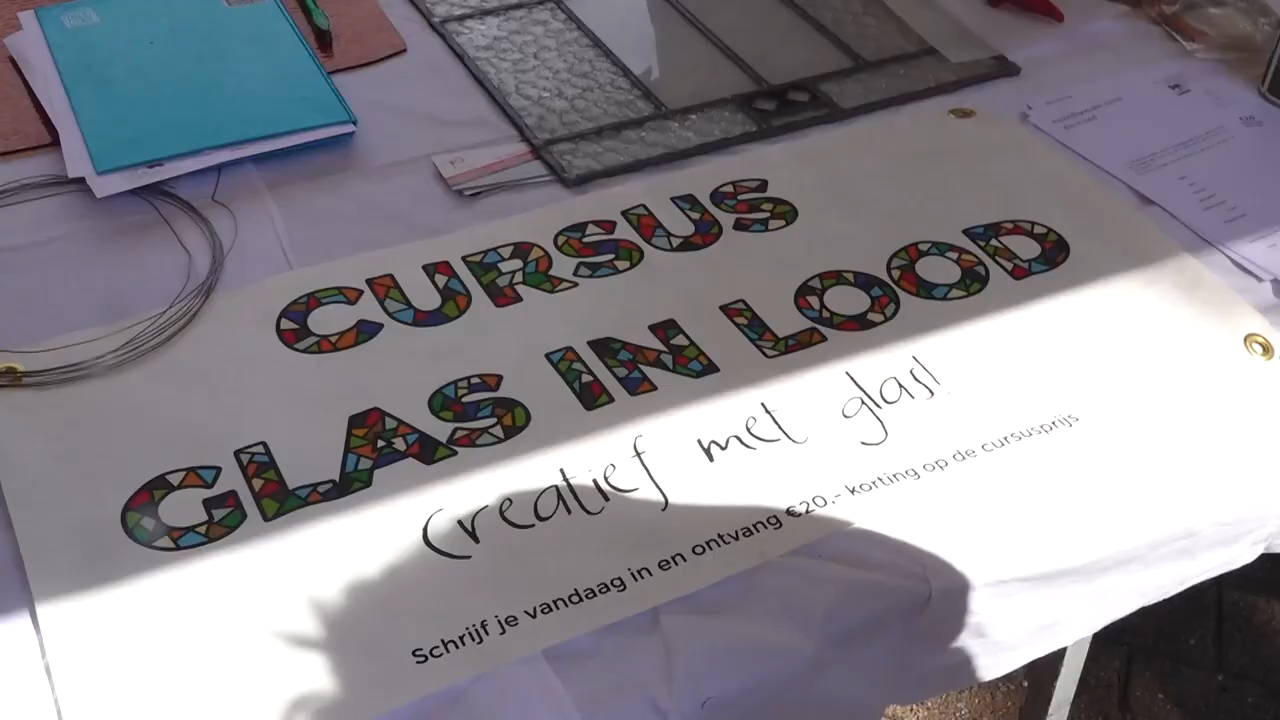 CURSUS
GLAS IN LOOD
creatief met glas!
Schrijf je vandaag in en ontvang €20,- korting op de cursusprijs